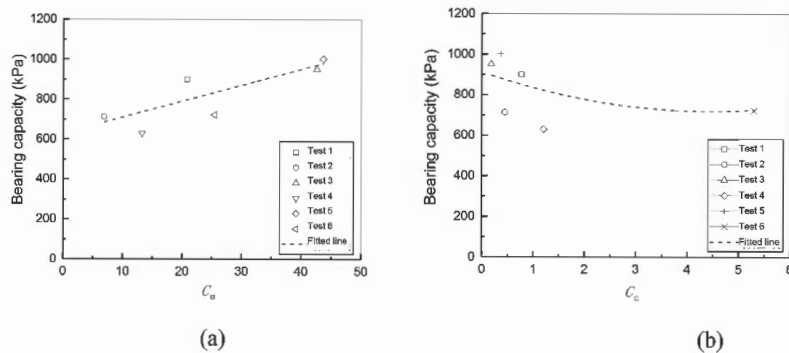 1200
1000
800
600
400
200
0
Bearing capacity (kPa)
Test 1
Test 2
Test 3
Test 4
Test 5
Test 6
Fitted line
0 10 20 30 40 50
(a)
1200
1000
800
600
400
200
0
Bearing capacity (kPa)
Test 1
Test 2
Test 3
Test 4
Test 5
Test 6
Fitted line
0 1 2 3 4 5 6
C_c
(b)